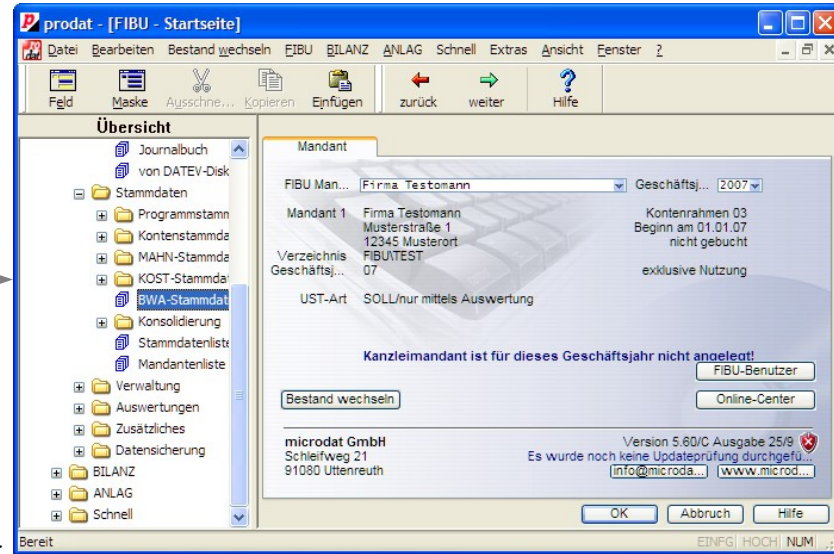 prodat - [FIBU - Startseite]
Datei Bearbeiten Bestand wechseln FIBU BILANZ ANLAG Schnell Extras Ansicht Fenster ?
Feld Maske Ausschne... Kopieren Einfügen zurück weiter Hilfe
Übersicht
Journalbuch
von DATEV-Disk
Stammdaten
Programmstamm
Kontenstammda
MAHN-Stammda
KOST-Stammdat
BWA-Stammdat
Konsolidierung
Stammdatenliste
Mandantenliste
Verwaltung
Auswertungen
Zusätzliches
Datensicherung
BILANZ
ANLAG
Schnell
Mandant
FIBU Man... Firma Testomann Geschäftsj... 2007
Mandant 1 Firma Testomann Kontenrahmen 03
Musterstraße 1 Beginn am 01.01.07
12345 Musterort nicht gebucht
Verzeichnis FIBU\TEST
Geschäftsj... 07 exklusive Nutzung
UST-Art SOLL/nur mittels Auswertung
Kanzleimandant ist für dieses Geschäftsjahr nicht angelegt!
FIBU-Benutzer
Bestand wechseln Online-Center
microdat GmbH Version 5.60/C Ausgabe 25/9
Schleifweg 21 Es wurde noch keine Updateprüfung durchgefü...
91080 Uttenreuth info@microda... www.microd...
OK Abbruch Hilfe
Bereit EINFG HOCH NUM